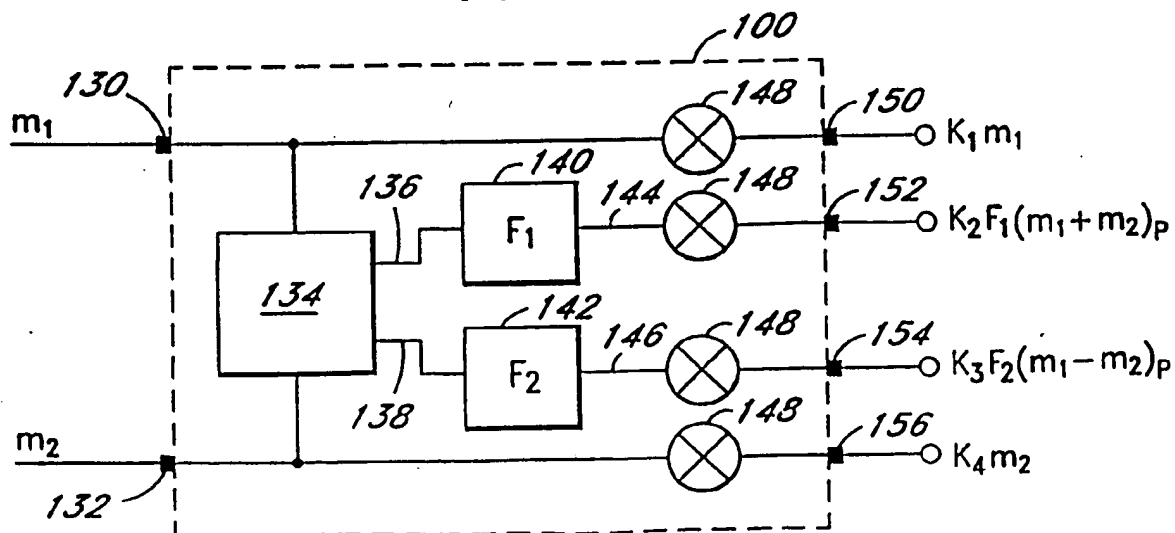 100
130
148
150
m₁
K₁m₁
140
148
152
136
144
F₁
K₂F₁(m₁+m₂)ₚ
134
142
148
154
146
F₂
K₃F₂(m₁−m₂)ₚ
138
148
156
m₂
K₄m₂
132